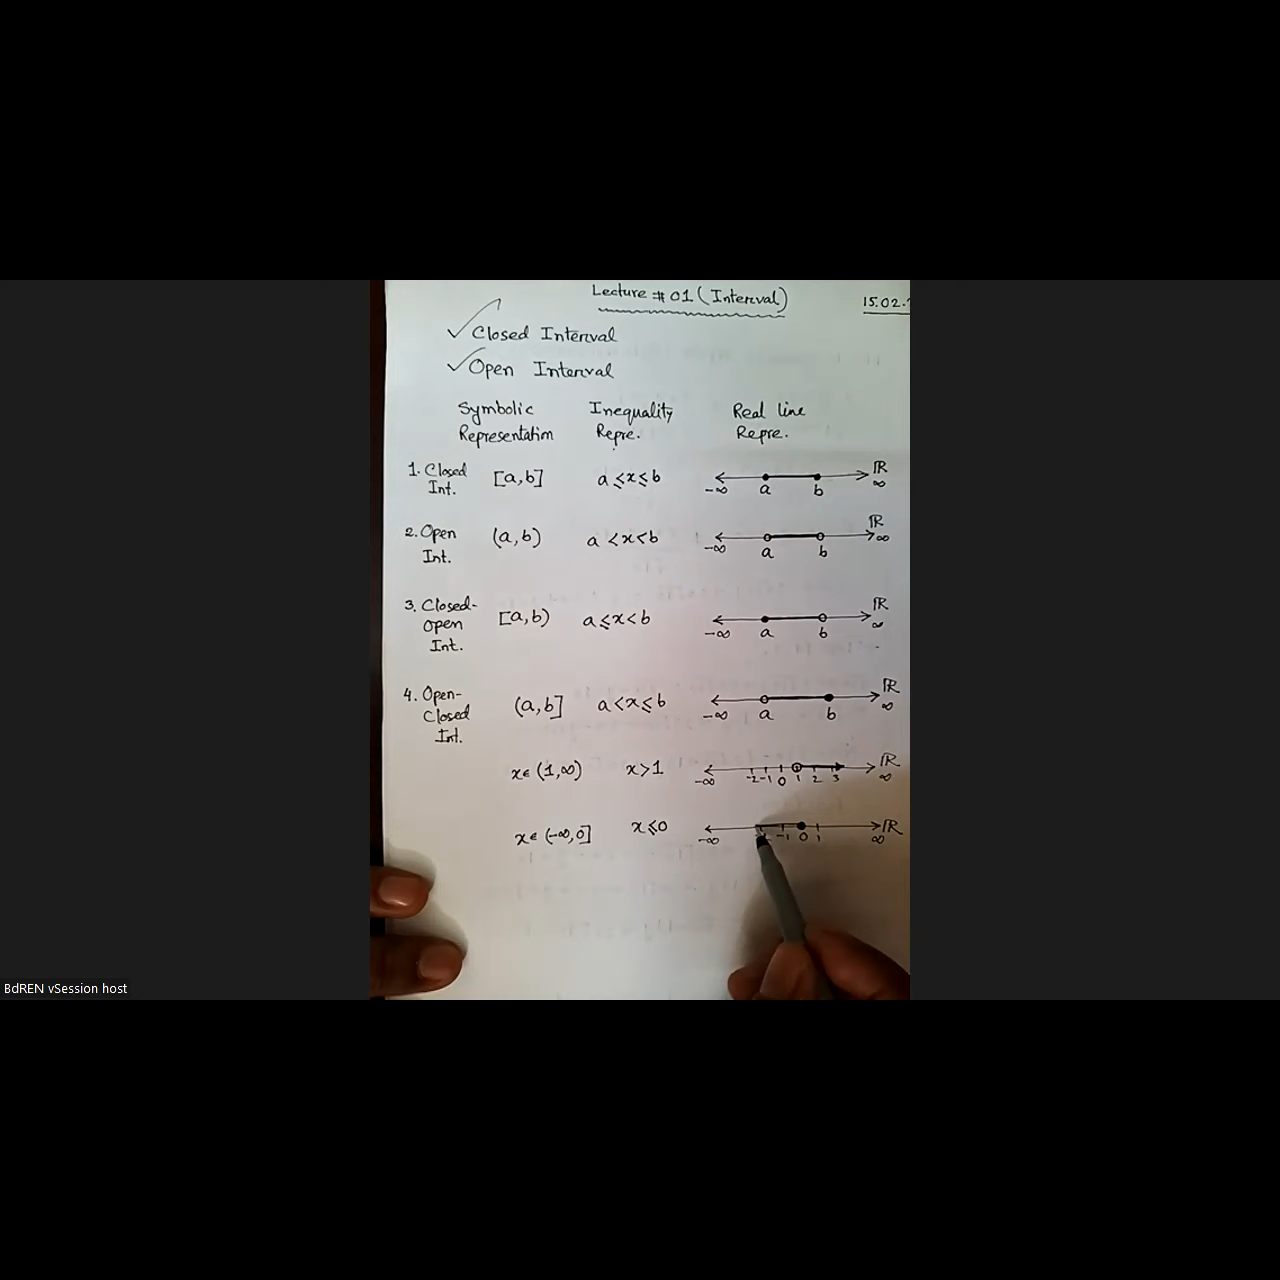 Lecture #01 (Interval)
15.02.
Closed Interval
Open Interval
Symbolic Representation
Inequality Repre.
Real line Repre.
1. Closed Int. [a,b] a ≤ x ≤ b
-∞ a b ℝ ∞
2. Open Int. (a,b) a < x < b
-∞ a b ℝ ∞
3. Closed-open Int. [a,b) a ≤ x < b
-∞ a b ℝ ∞
4. Open-Closed Int. (a,b] a < x ≤ b
-∞ a b ℝ ∞
x ∈ (1,∞) x > 1
-∞ -2 -1 0 1 2 3 ℝ ∞
x ∈ (-∞,0] x ≤ 0
-∞ -1 0 1 ∞ ℝ
BdREN vSession host